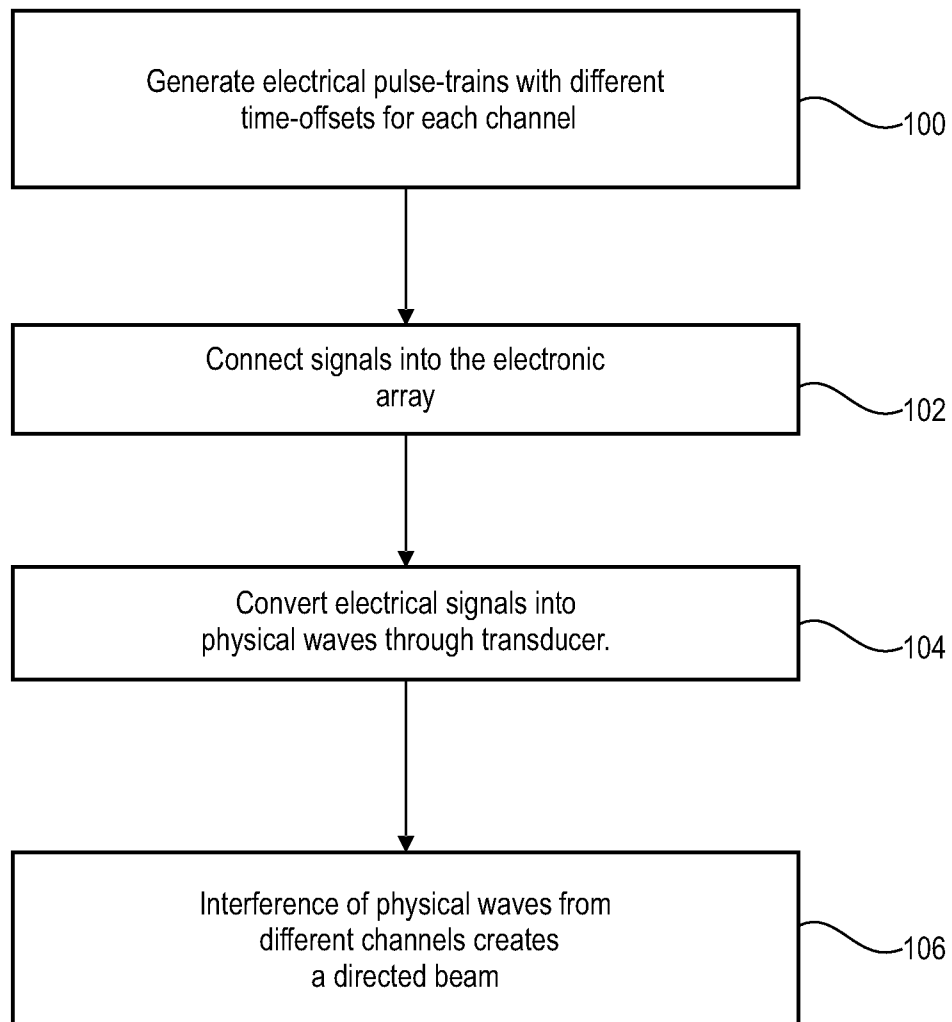 Generate electrical pulse-trains with different
time-offsets for each channel
100
Connect signals into the electronic
array
102
Convert electrical signals into
physical waves through transducer.
104
Interference of physical waves from
different channels creates
a directed beam
106